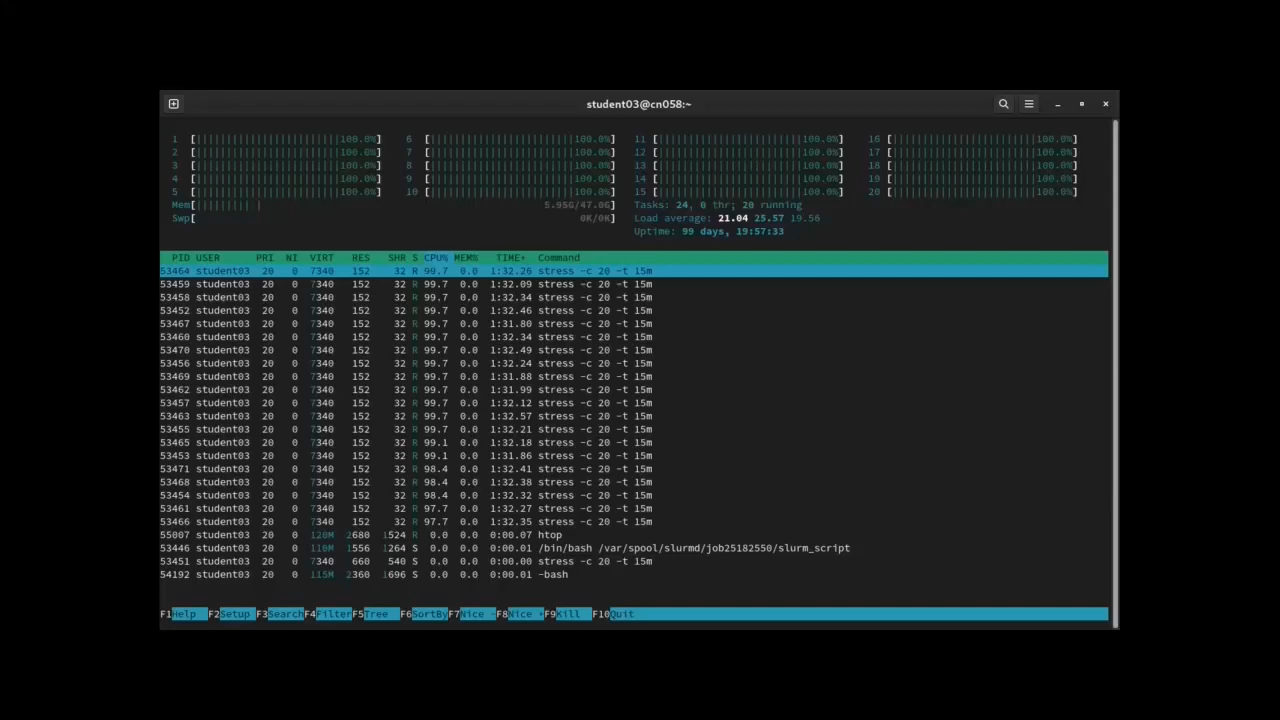 student03@cn058:~
1 [100.0%] 6 [100.0%] 11 [100.0%] 16 [100.0%]
2 [100.0%] 7 [100.0%] 12 [100.0%] 17 [100.0%]
3 [100.0%] 8 [100.0%] 13 [100.0%] 18 [100.0%]
4 [100.0%] 9 [100.0%] 14 [100.0%] 19 [100.0%]
5 [100.0%] 10 [100.0%] 15 [100.0%] 20 [100.0%]
Mem[5.95G/47.0G] Tasks: 24, 0 thr; 20 running
Swp[0K/0K] Load average: 21.04 25.57 19.56
Uptime: 99 days, 19:57:33
PID USER PRI NI VIRT RES SHR S CPU% MEM% TIME+ Command
53464 student03 20 0 7340 152 32 R 99.7 0.0 1:32.26 stress -c 20 -t 15m
53459 student03 20 0 7340 152 32 R 99.7 0.0 1:32.09 stress -c 20 -t 15m
53458 student03 20 0 7340 152 32 R 99.7 0.0 1:32.34 stress -c 20 -t 15m
53452 student03 20 0 7340 152 32 R 99.7 0.0 1:32.46 stress -c 20 -t 15m
53467 student03 20 0 7340 152 32 R 99.7 0.0 1:31.80 stress -c 20 -t 15m
53460 student03 20 0 7340 152 32 R 99.7 0.0 1:32.34 stress -c 20 -t 15m
53470 student03 20 0 7340 152 32 R 99.7 0.0 1:32.49 stress -c 20 -t 15m
53456 student03 20 0 7340 152 32 R 99.7 0.0 1:32.24 stress -c 20 -t 15m
53469 student03 20 0 7340 152 32 R 99.7 0.0 1:31.88 stress -c 20 -t 15m
53462 student03 20 0 7340 152 32 R 99.7 0.0 1:31.99 stress -c 20 -t 15m
53457 student03 20 0 7340 152 32 R 99.7 0.0 1:32.12 stress -c 20 -t 15m
53463 student03 20 0 7340 152 32 R 99.7 0.0 1:32.57 stress -c 20 -t 15m
53455 student03 20 0 7340 152 32 R 99.7 0.0 1:32.21 stress -c 20 -t 15m
53465 student03 20 0 7340 152 32 R 99.1 0.0 1:32.18 stress -c 20 -t 15m
53453 student03 20 0 7340 152 32 R 99.1 0.0 1:31.86 stress -c 20 -t 15m
53471 student03 20 0 7340 152 32 R 98.4 0.0 1:32.41 stress -c 20 -t 15m
53468 student03 20 0 7340 152 32 R 98.4 0.0 1:32.38 stress -c 20 -t 15m
53454 student03 20 0 7340 152 32 R 98.4 0.0 1:32.32 stress -c 20 -t 15m
53461 student03 20 0 7340 152 32 R 97.7 0.0 1:32.27 stress -c 20 -t 15m
53466 student03 20 0 7340 152 32 R 97.7 0.0 1:32.35 stress -c 20 -t 15m
55007 student03 20 0 120M 2680 1524 R 0.0 0.0 0:00.07 htop
53446 student03 20 0 110M 1556 1264 S 0.0 0.0 0:00.01 /bin/bash /var/spool/slurmd/job25182550/slurm_script
53451 student03 20 0 7340 660 540 S 0.0 0.0 0:00.00 stress -c 20 -t 15m
54192 student03 20 0 115M 2360 1696 S 0.0 0.0 0:00.01 -bash
F1Help F2Setup F3SearchF4FilterF5Tree F6SortByF7Nice -F8Nice +F9Kill F10Quit